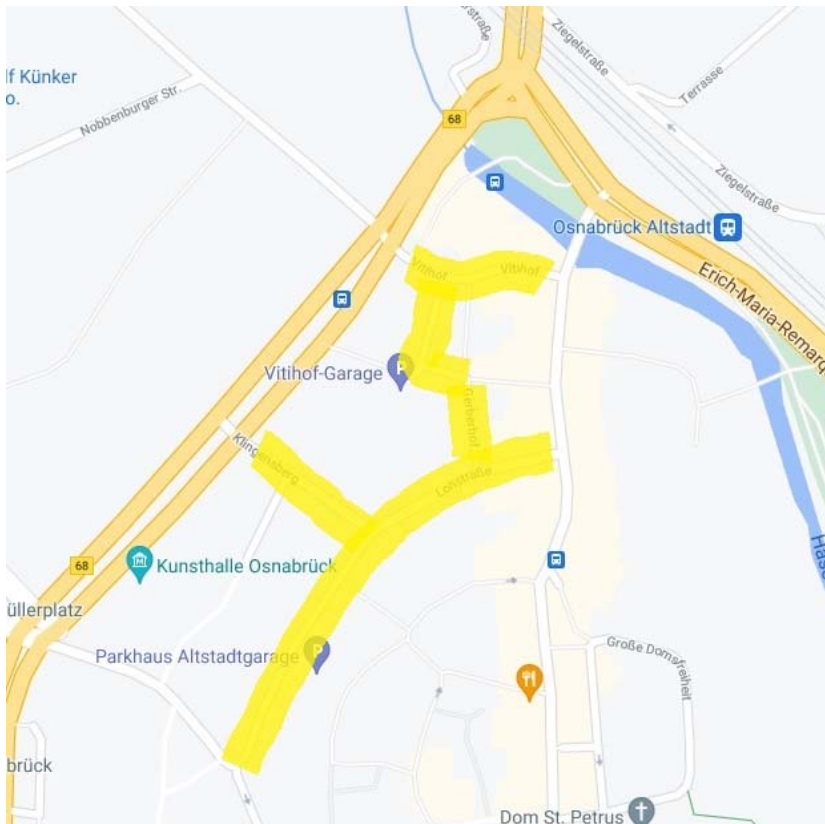 Ziegelstraße
Terrasse
lf Künker
o.
Nobbenburger Str.
68
Ziegelstraße
Osnabrück Altstadt
Vitihof
Vitihof
Erich-Maria-Remarq
P
Vitihof-Garage
Gerberhof
Klingensberg
Lohstraße
68
M
Kunsthalle Osnabrück
Hase
üllerplatz
Große Domsfreiheit
P
Parkhaus Altstadtgarage
brück
Dom St. Petrus